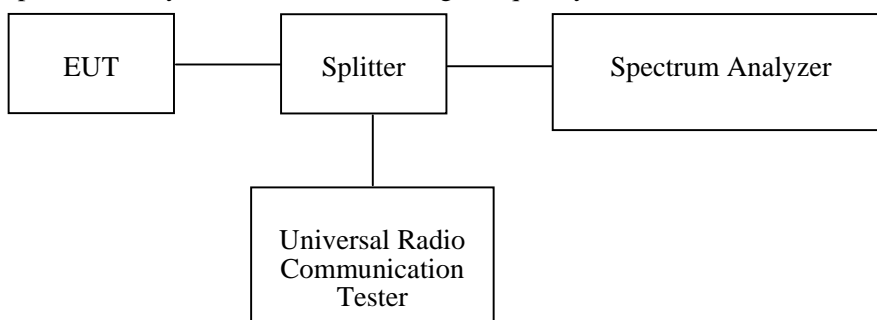 EUT
Splitter
Spectrum Analyzer
Universal Radio
Communication
Tester